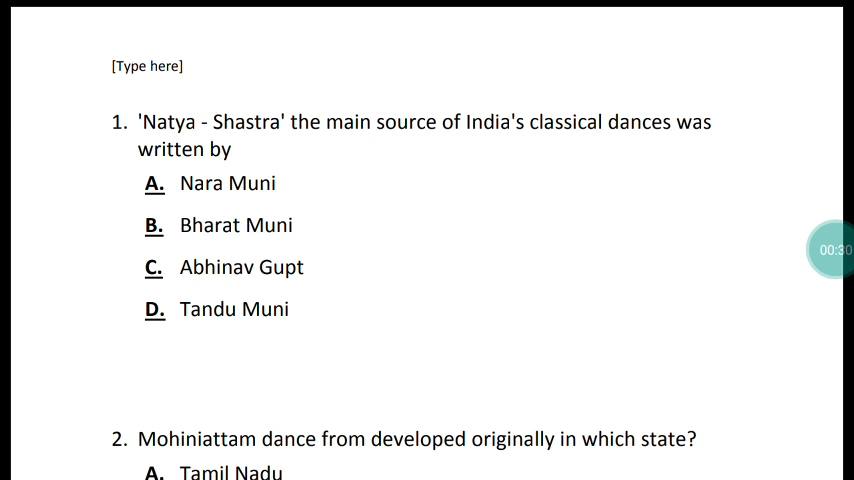 [Type here]
1. 'Natya - Shastra' the main source of India's classical dances was
written by
A. Nara Muni
B. Bharat Muni
C. Abhinav Gupt
D. Tandu Muni
00:30
2. Mohiniattam dance from developed originally in which state?
A. Tamil Nadu